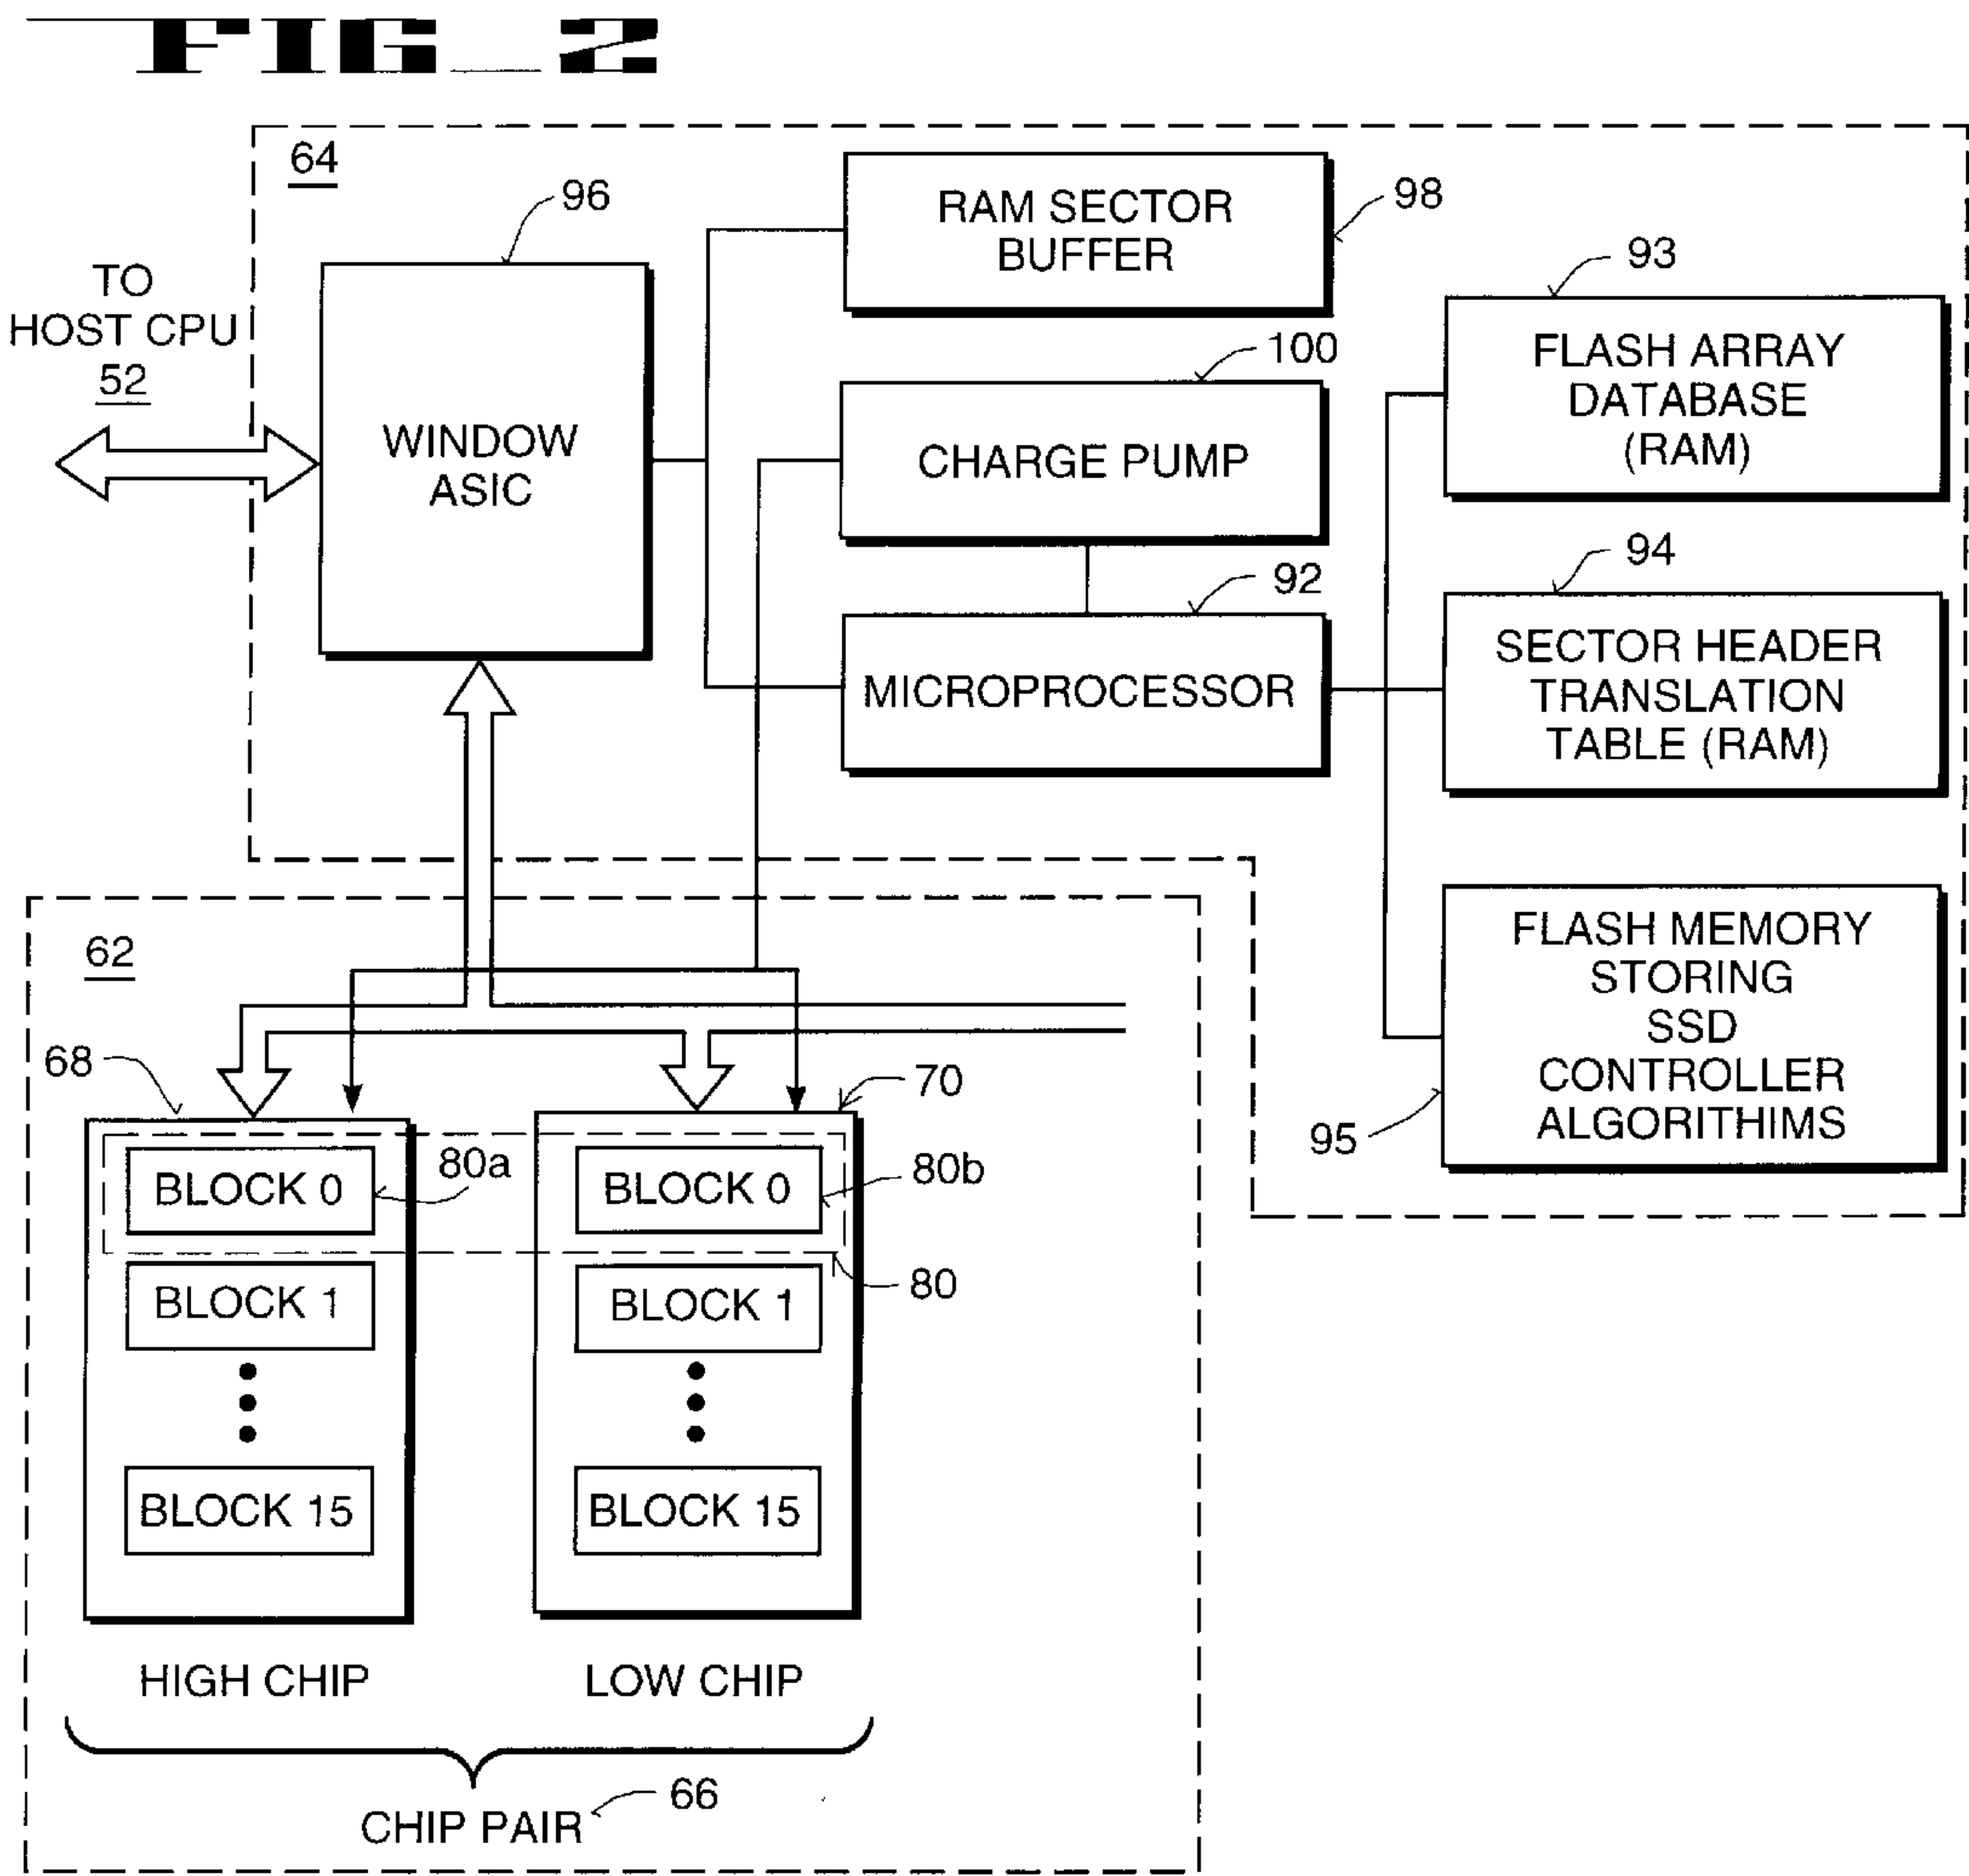 FIG_2
64
96
RAM SECTOR
BUFFER
98
TO
HOST CPU
52
WINDOW
ASIC
100
CHARGE PUMP
93
FLASH ARRAY
DATABASE
(RAM)
92
MICROPROCESSOR
94
SECTOR HEADER
TRANSLATION
TABLE (RAM)
FLASH MEMORY
STORING
SSD
CONTROLLER
ALGORITHIMS
95
62
68
70
BLOCK 0
80a
BLOCK 0
80b
80
BLOCK 1
BLOCK 1
BLOCK 15
BLOCK 15
HIGH CHIP
LOW CHIP
CHIP PAIR
66